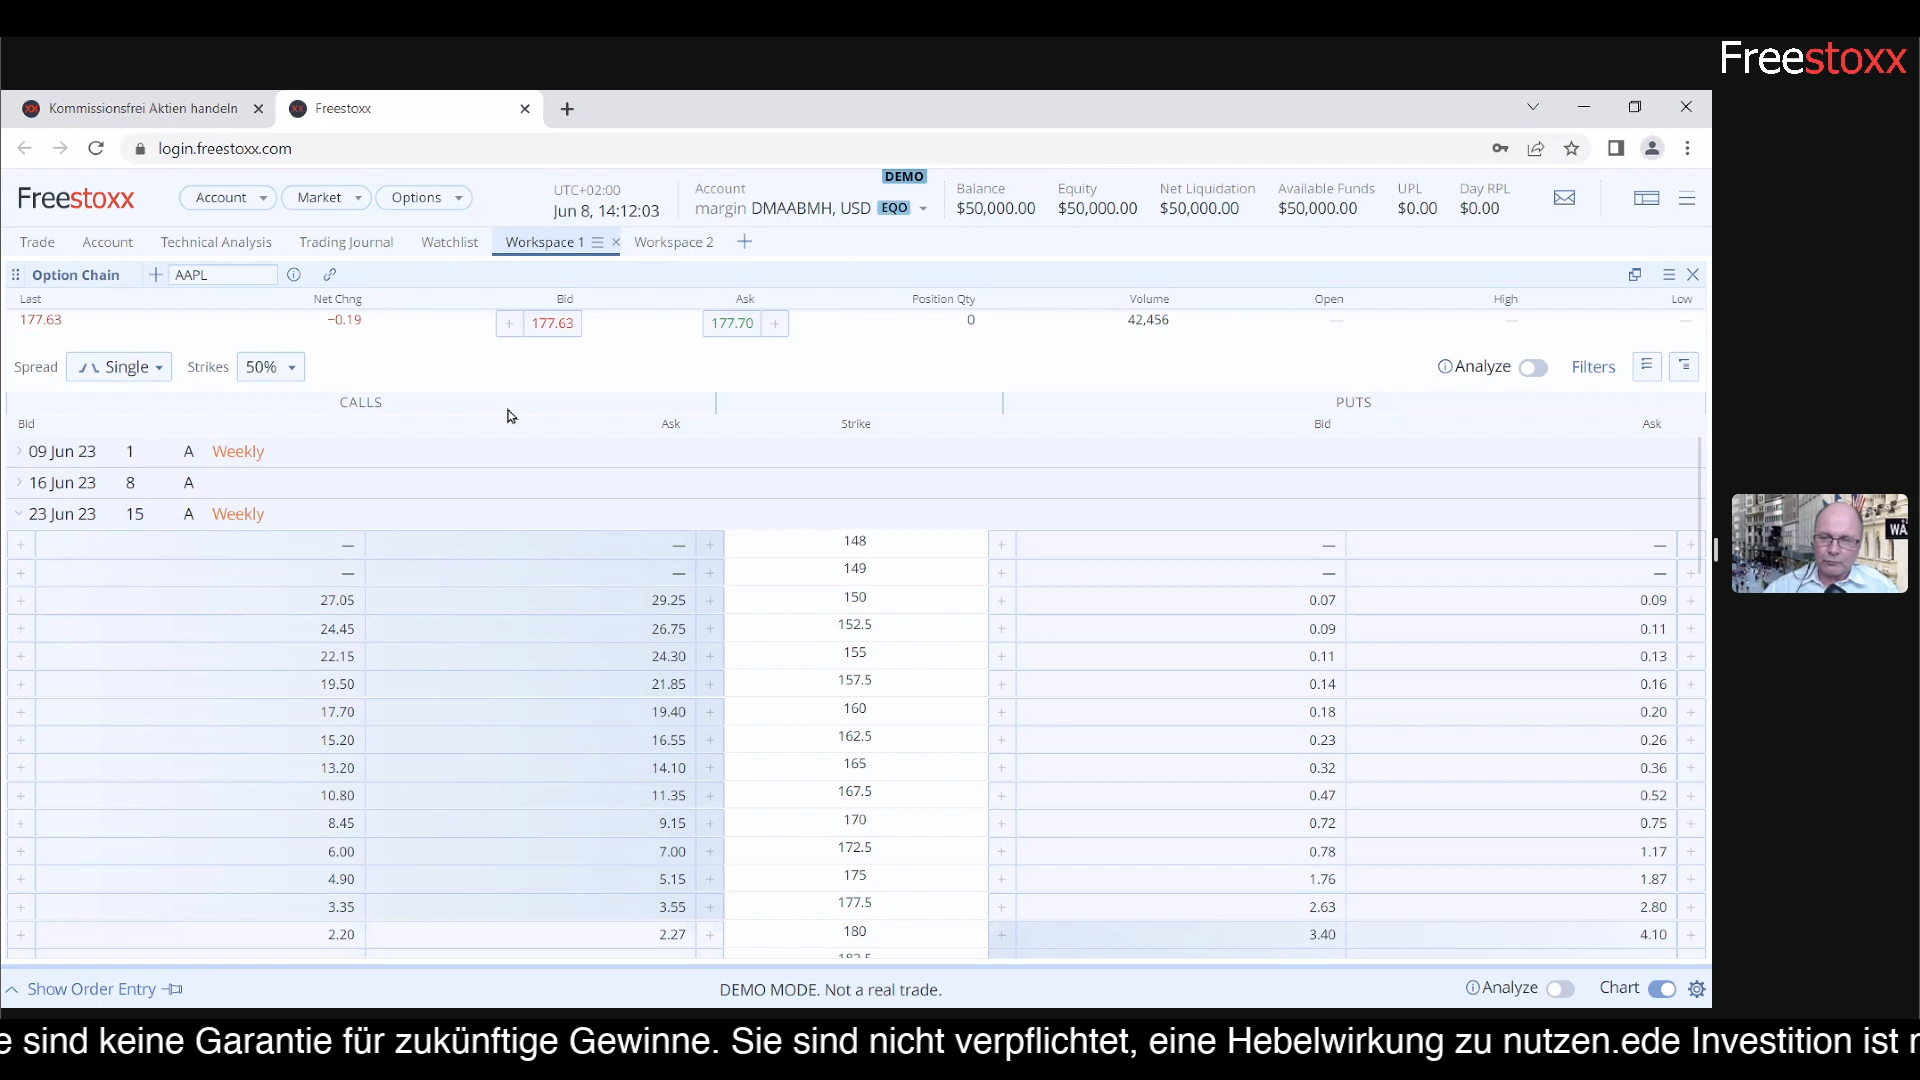 Freestoxx
Kommissionsfrei Aktien handeln
Freestoxx
login.freestoxx.com
Freestoxx
Account
Market
Options
UTC+02:00
Jun 8, 14:12:03
Account
DEMO
margin DMAABMH, USD EQO
Balance
$50,000.00
Equity
$50,000.00
Net Liquidation
$50,000.00
Available Funds
$50,000.00
UPL
$0.00
Day RPL
$0.00
Trade Account Technical Analysis Trading Journal Watchlist Workspace 1 Workspace 2
Option Chain AAPL
Last Net Chng Bid Ask Position Qty Volume Open High Low
177.63 −0.19 177.63 177.70 0 42,456 — — —
Spread Single Strikes 50% Analyze Filters
CALLS PUTS
Bid Ask Strike Bid Ask
09 Jun 23 1 A Weekly
16 Jun 23 8 A
23 Jun 23 15 A Weekly
— — 148 — —
— — 149 — —
27.05 29.25 150 0.07 0.09
24.45 26.75 152.5 0.09 0.11
22.15 24.30 155 0.11 0.13
19.50 21.85 157.5 0.14 0.16
17.70 19.40 160 0.18 0.20
15.20 16.55 162.5 0.23 0.26
13.20 14.10 165 0.32 0.36
10.80 11.35 167.5 0.47 0.52
8.45 9.15 170 0.72 0.75
6.00 7.00 172.5 0.78 1.17
4.90 5.15 175 1.76 1.87
3.35 3.55 177.5 2.63 2.80
2.20 2.27 180 3.40 4.10
182.5
Show Order Entry DEMO MODE. Not a real trade. Analyze Chart
WA
e sind keine Garantie für zukünftige Gewinne. Sie sind nicht verpflichtet, eine Hebelwirkung zu nutzen.ede Investition ist